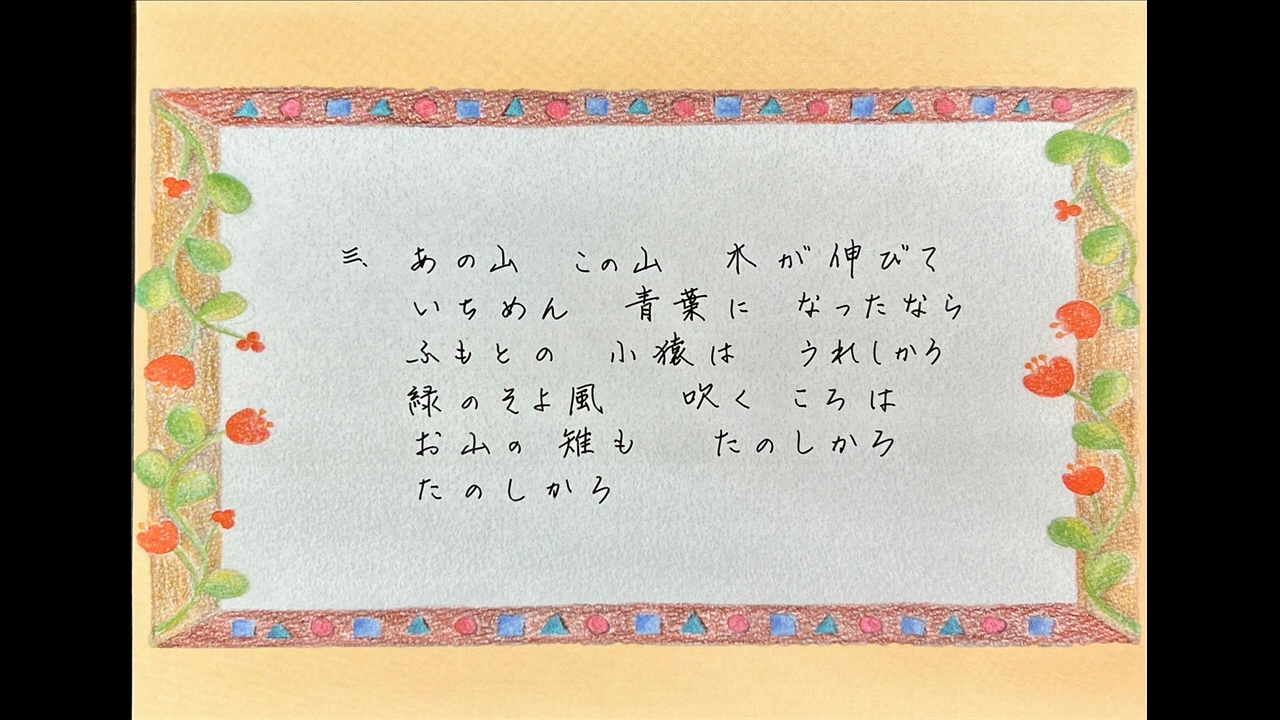 三、あの山 この山 木が伸びて
いちめん 青葉に なったなら
ふもとの 小猿は うれしかろ
緑のそよ風 吹く ころは
お山の 雉も たのしかろ
たのしかろ